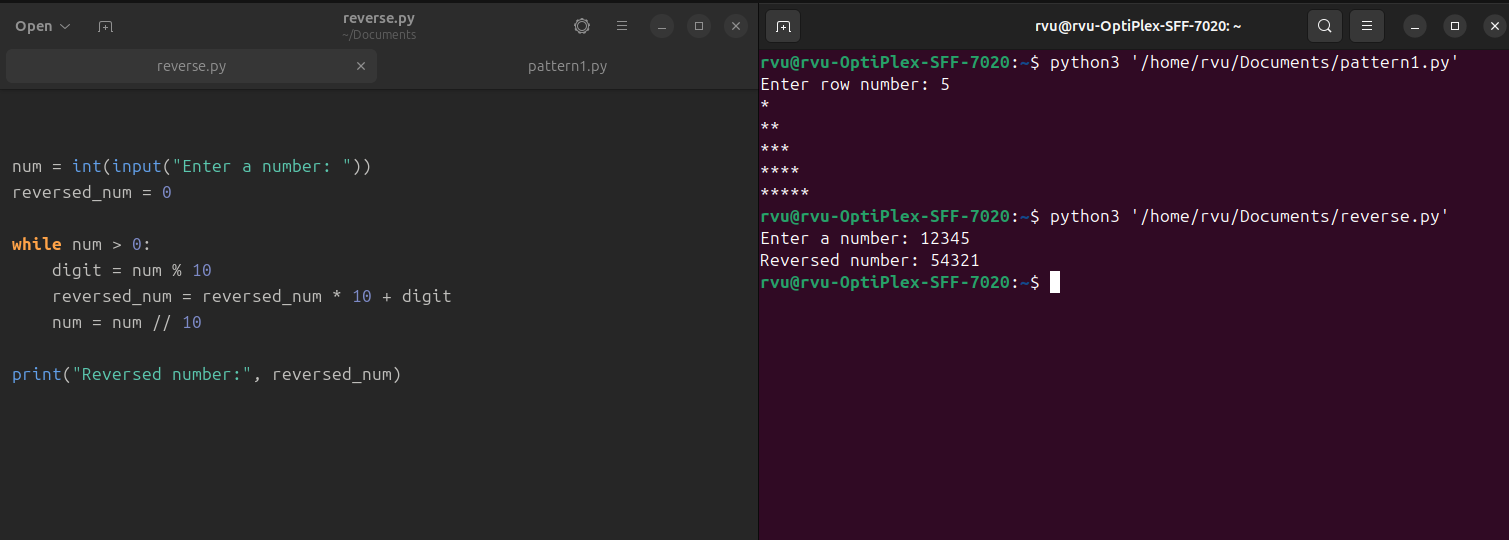 Open
reverse.py
~/Documents
reverse.py
pattern1.py
num = int(input("Enter a number: "))
reversed_num = 0
while num > 0:
    digit = num % 10
    reversed_num = reversed_num * 10 + digit
    num = num // 10
print("Reversed number:", reversed_num)
rvu@rvu-OptiPlex-SFF-7020: ~
rvu@rvu-OptiPlex-SFF-7020:~$ python3 '/home/rvu/Documents/pattern1.py'
Enter row number: 5
*
**
***
****
*****
rvu@rvu-OptiPlex-SFF-7020:~$ python3 '/home/rvu/Documents/reverse.py'
Enter a number: 12345
Reversed number: 54321
rvu@rvu-OptiPlex-SFF-7020:~$